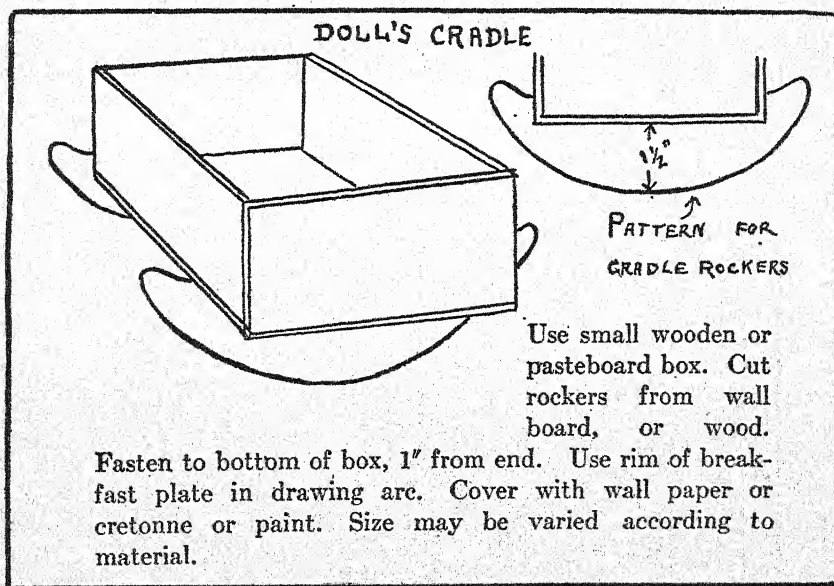 DOLL'S CRADLE
1½"
PATTERN FOR
CRADLE ROCKERS
Use small wooden or
pasteboard box. Cut
rockers from wall
board, or wood.
Fasten to bottom of box, 1" from end. Use rim of break-
fast plate in drawing arc. Cover with wall paper or
cretonne or paint. Size may be varied according to
material.